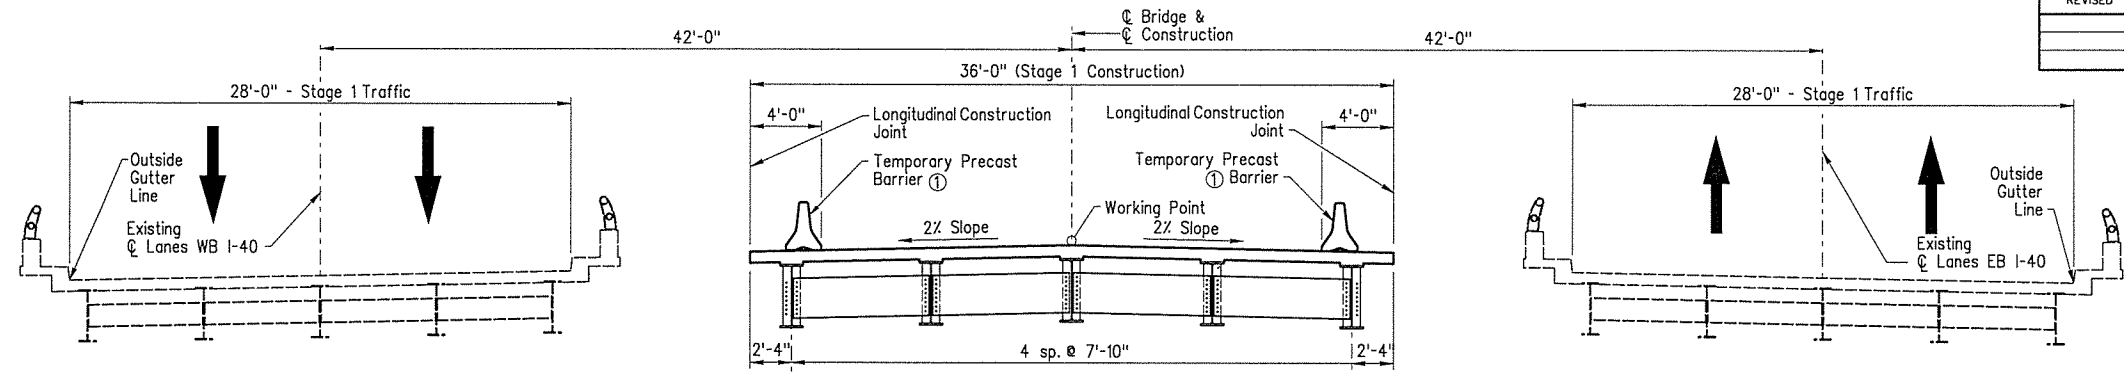 REVISED
℄ Bridge &
℄ Construction
42'-0"
42'-0"
36'-0" (Stage 1 Construction)
28'-0" - Stage 1 Traffic
28'-0" - Stage 1 Traffic
4'-0"
Longitudinal Construction
Joint
Longitudinal Construction
Joint
4'-0"
Outside
Gutter
Line
Temporary Precast
Barrier ①
Temporary Precast
① Barrier
Outside
Gutter
Line
Existing
℄ Lanes WB I-40
2% Slope
Working Point
2% Slope
Existing
℄ Lanes EB I-40
2'-4"
4 sp. @ 7'-10"
2'-4"